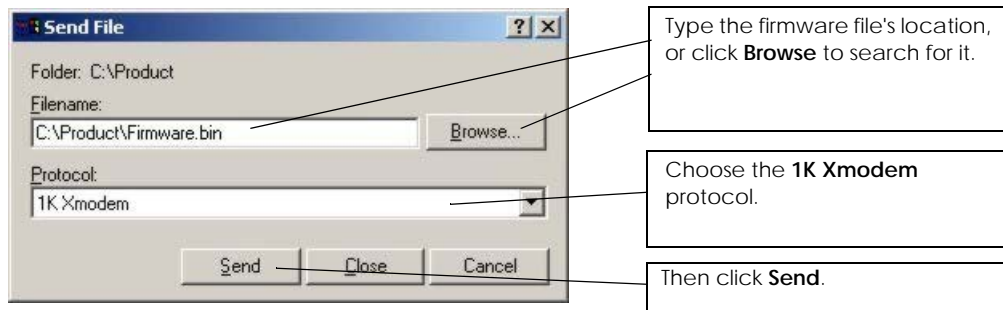 Send File
Folder: C:\Product
Filename:
C:\Product\Firmware.bin
Browse...
Protocol:
1K Xmodem
Send
Close
Cancel
Type the firmware file's location,
or click Browse to search for it.
Choose the 1K Xmodem
protocol.
Then click Send.